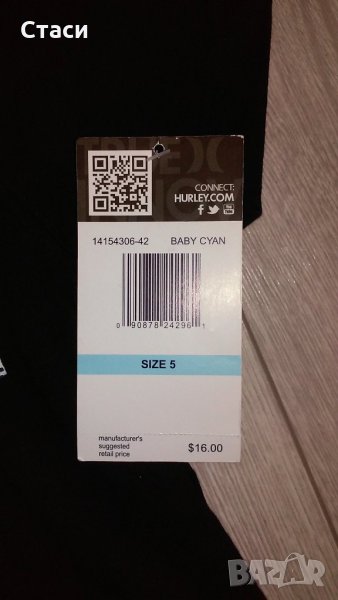 Стаси
CONNECT:
HURLEY.COM
14154306-42 BABY CYAN
0 90878 24296 1
SIZE 5
manufacturer's
suggested
retail price
$16.00
BAZAR